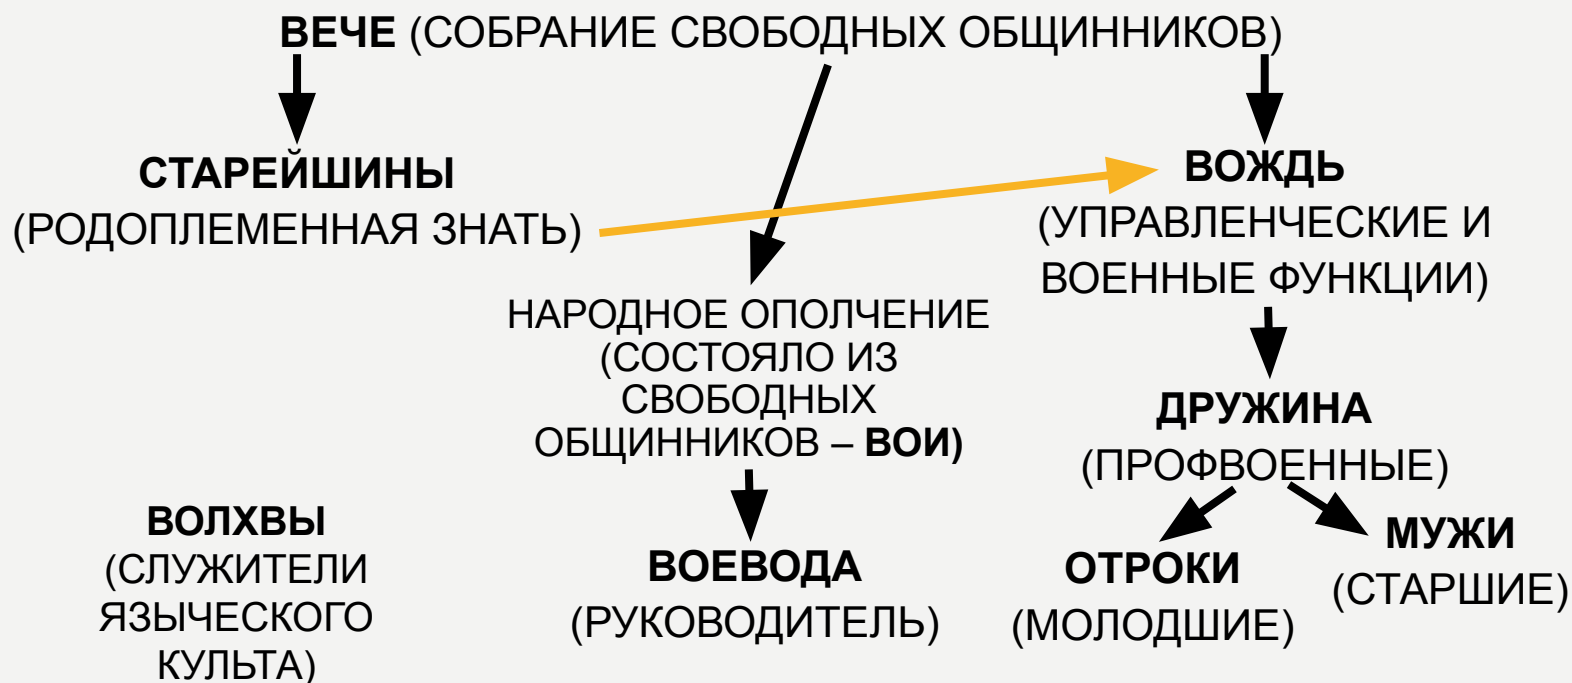 ВЕЧЕ (СОБРАНИЕ СВОБОДНЫХ ОБЩИННИКОВ)
СТАРЕЙШИНЫ
(РОДОПЛЕМЕННАЯ ЗНАТЬ)
ВОЖДЬ
(УПРАВЛЕНЧЕСКИЕ И
ВОЕННЫЕ ФУНКЦИИ)
НАРОДНОЕ ОПОЛЧЕНИЕ
(СОСТОЯЛО ИЗ
СВОБОДНЫХ
ОБЩИННИКОВ – ВОИ)
ДРУЖИНА
(ПРОФВОЕННЫЕ)
ВОЛХВЫ
(СЛУЖИТЕЛИ
ЯЗЫЧЕСКОГО
КУЛЬТА)
ВОЕВОДА
(РУКОВОДИТЕЛЬ)
ОТРОКИ
(МОЛОДШИЕ)
МУЖИ
(СТАРШИЕ)